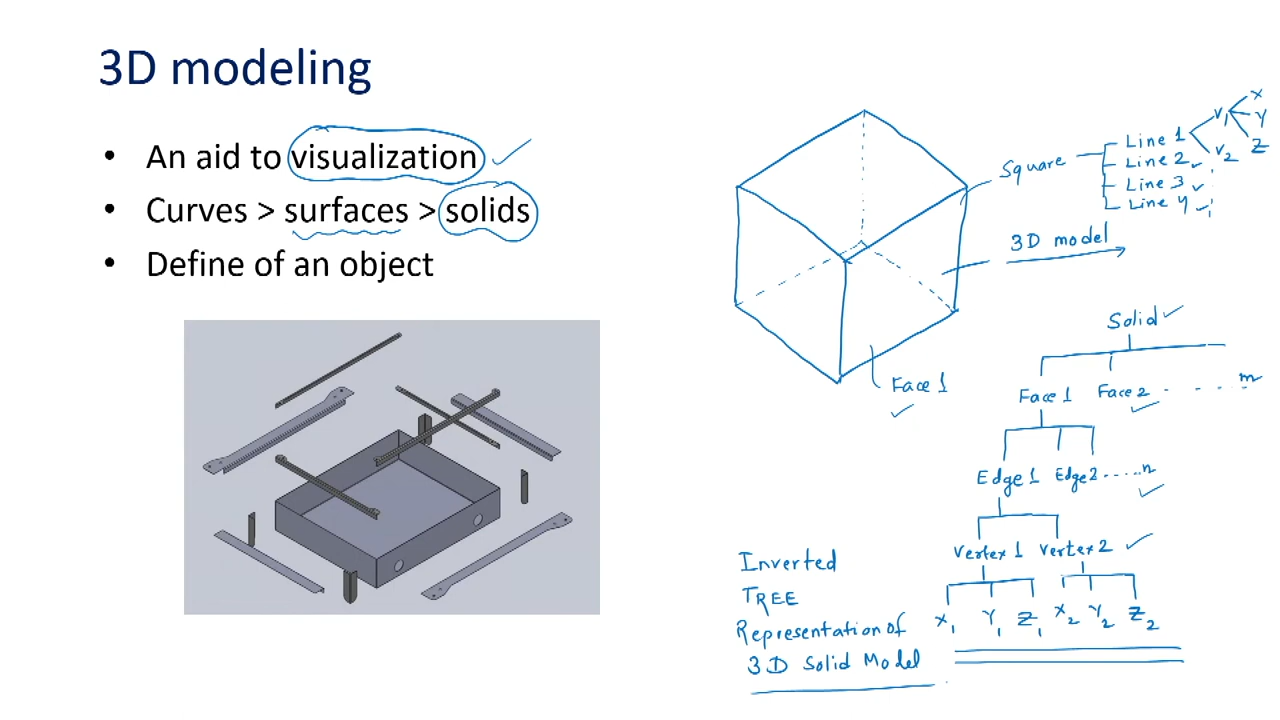 3D modeling
• An aid to visualization
• Curves > surfaces > solids
• Define of an object
Square
Line 1
Line 2
Line 3
Line 4
V1
V2
X
Y
Z
3D model
Face 1
Solid
Face 1 Face 2 . . . . m
Edge 1 Edge 2 ..... n
Vertex 1 Vertex 2
X1 Y1 Z1 X2 Y2 Z2
Inverted
TREE
Representation of
3D Solid Model